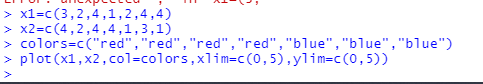 > x1=c(3,2,4,1,2,4,4)
> x2=c(4,2,4,4,1,3,1)
> colors=c("red","red","red","red","blue","blue","blue")
> plot(x1,x2,col=colors,xlim=c(0,5),ylim=c(0,5))
>